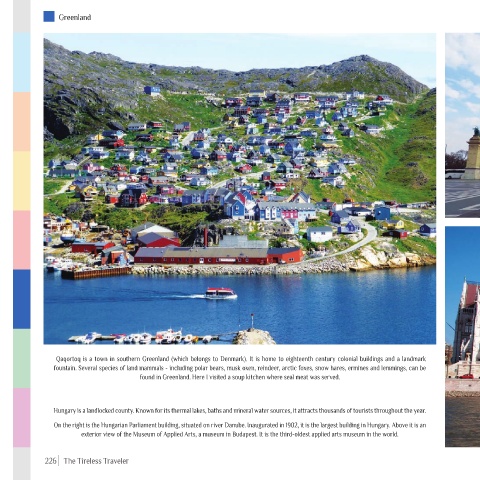 Greenland
Qaqortoq is a town in southern Greenland (which belongs to Denmark). It is home to eighteenth century colonial buildings and a landmark
fountain. Several species of land mammals - including polar bears, musk oxen, reindeer, arctic foxes, snow hares, ermines and lemmings, can be
found in Greenland. Here I visited a soup kitchen where seal meat was served.
Hungary is a landlocked county. Known for its thermal lakes, baths and mineral water sources, it attracts thousands of tourists throughout the year.
On the right is the Hungarian Parliament building, situated on river Danube. Inaugurated in 1902, it is the largest building in Hungary. Above it is an
exterior view of the Museum of Applied Arts, a museum in Budapest. It is the third-oldest applied arts museum in the world.
226 | The Tireless Traveler